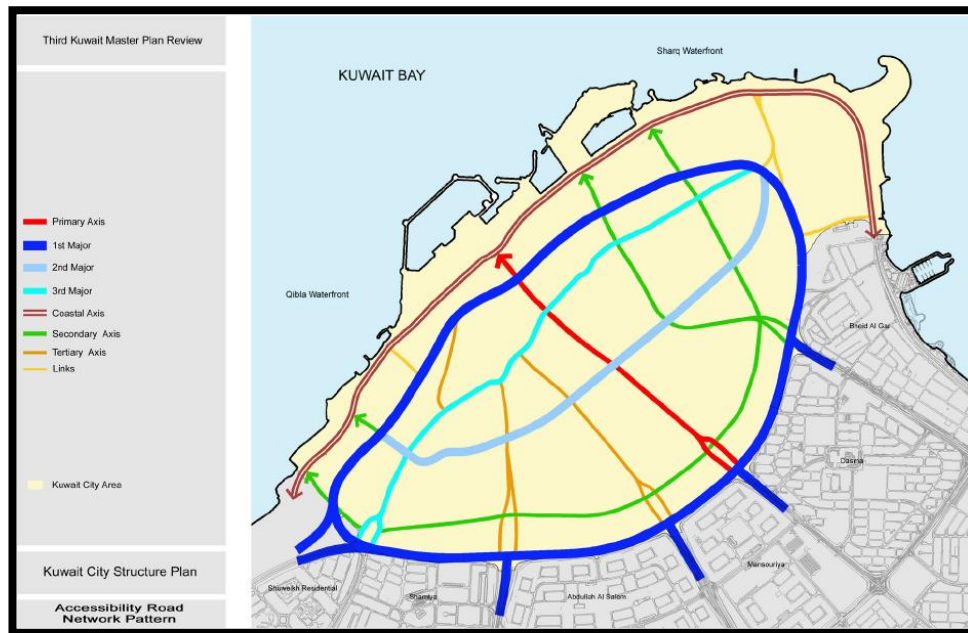 Third Kuwait Master Plan Review
Primary Axis
1st Major
2nd Major
3rd Major
Coastal Axis
Secondary Axis
Tertiary Axis
Links
Kuwait City Area
Kuwait City Structure Plan
Accessibility Road
Network Pattern
Sharq Waterfront
KUWAIT BAY
Qibla Waterfront
Bneid Al Gar
Dasma
Mansouriya
Shuweikh Residential
Shamiya
Abdullah Al Salem